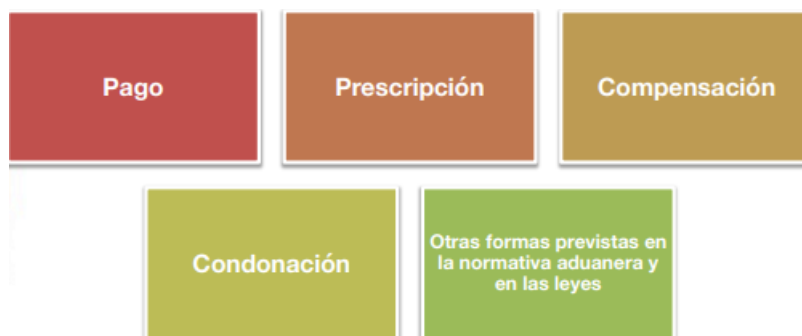 Pago
Prescripción
Compensación
Condonación
Otras formas previstas en
la normativa aduanera y
en las leyes